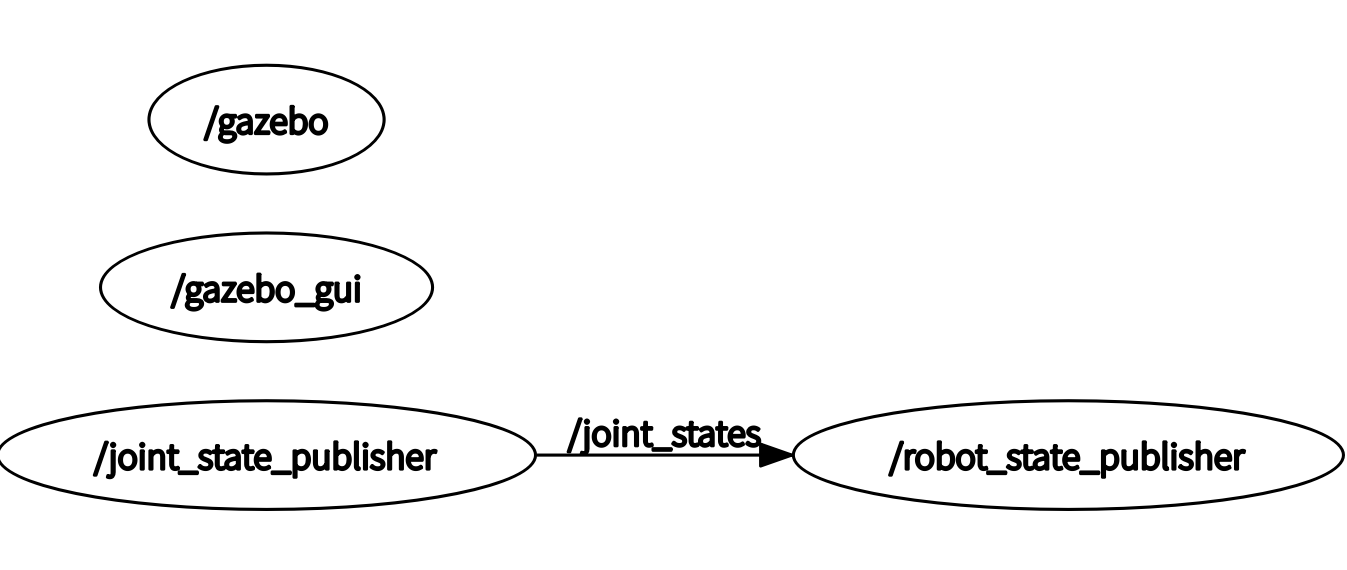 /gazebo
/gazebo_gui
/joint_state_publisher
/joint_states
/robot_state_publisher